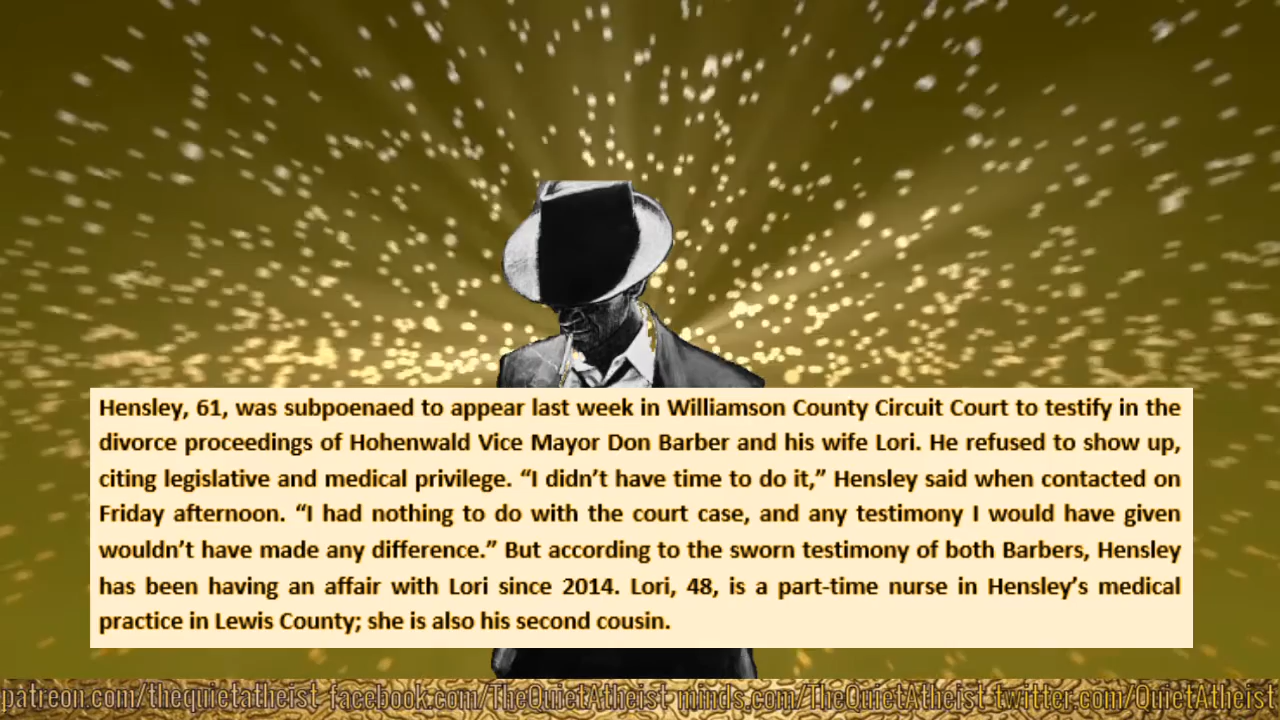 Hensley, 61, was subpoenaed to appear last week in Williamson County Circuit Court to testify in the
divorce proceedings of Hohenwald Vice Mayor Don Barber and his wife Lori. He refused to show up,
citing legislative and medical privilege. “I didn’t have time to do it,” Hensley said when contacted on
Friday afternoon. “I had nothing to do with the court case, and any testimony I would have given
wouldn’t have made any difference.” But according to the sworn testimony of both Barbers, Hensley
has been having an affair with Lori since 2014. Lori, 48, is a part-time nurse in Hensley’s medical
practice in Lewis County; she is also his second cousin.
patreon.com/thequietatheist facebook.com/TheQuietAtheist minds.com/TheQuietAtheist twitter.com/QuietAtheist